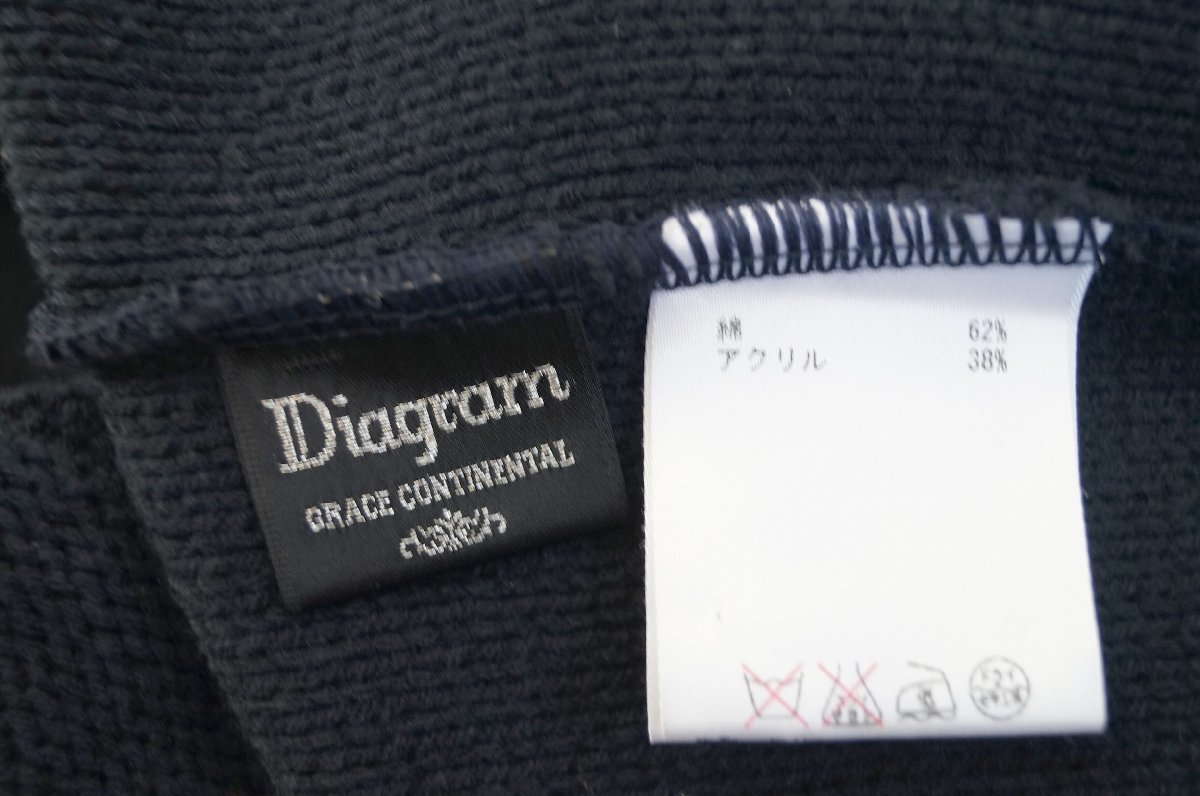 Diagram
GRACE CONTINENTAL
綿 62%
アクリル 38%